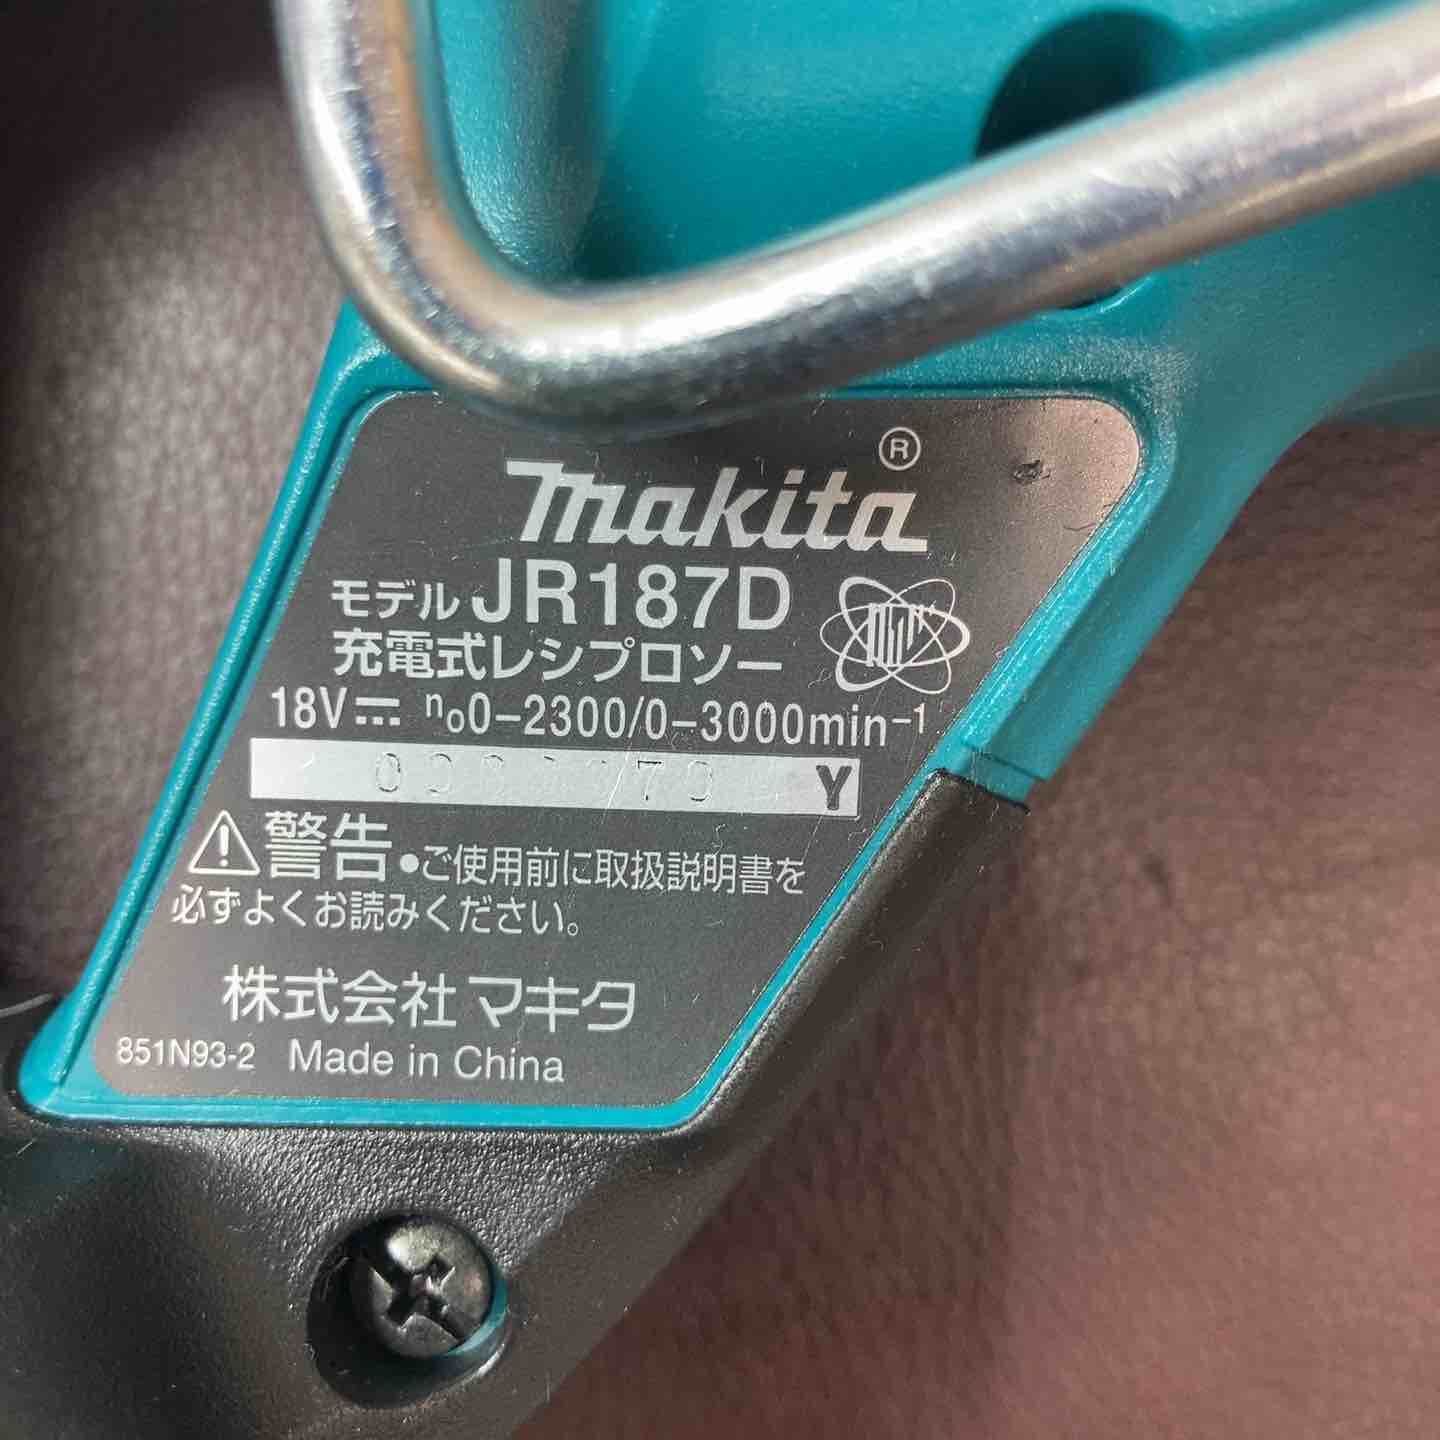 makita®
モデル JR187D
充電式レシプロソー
18V⎓ n₀0-2300/0-3000min⁻¹
Y
⚠警告 ●ご使用前に取扱説明書を
必ずよくお読みください。
株式会社マキタ
851N93-2 Made in China